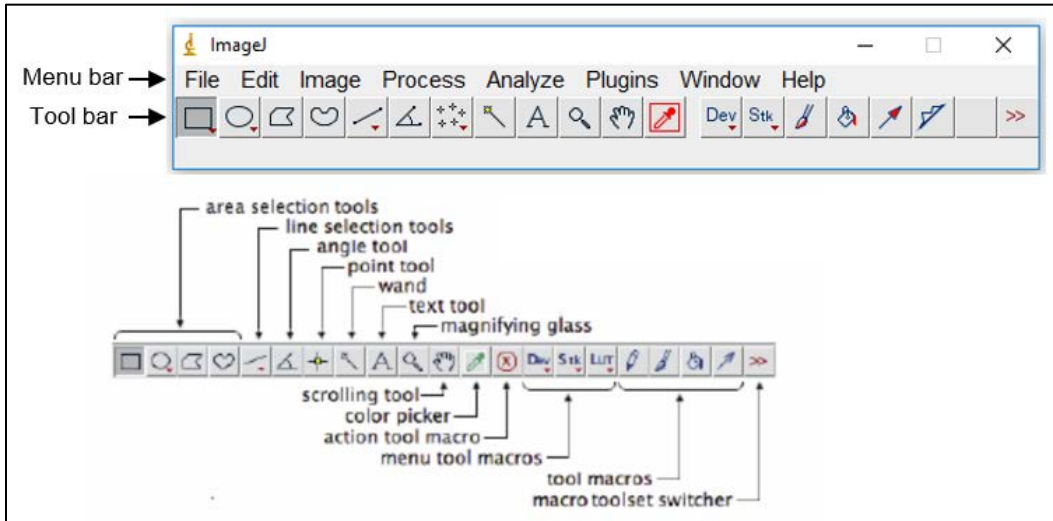 ImageJ
Menu bar
File Edit Image Process Analyze Plugins Window Help
Tool bar
A Dev Stk >>
area selection tools
line selection tools
angle tool
point tool
wand
text tool
magnifying glass
A Dev Stk LUT >>
scrolling tool
color picker
action tool macro
menu tool macros
tool macros
macro toolset switcher